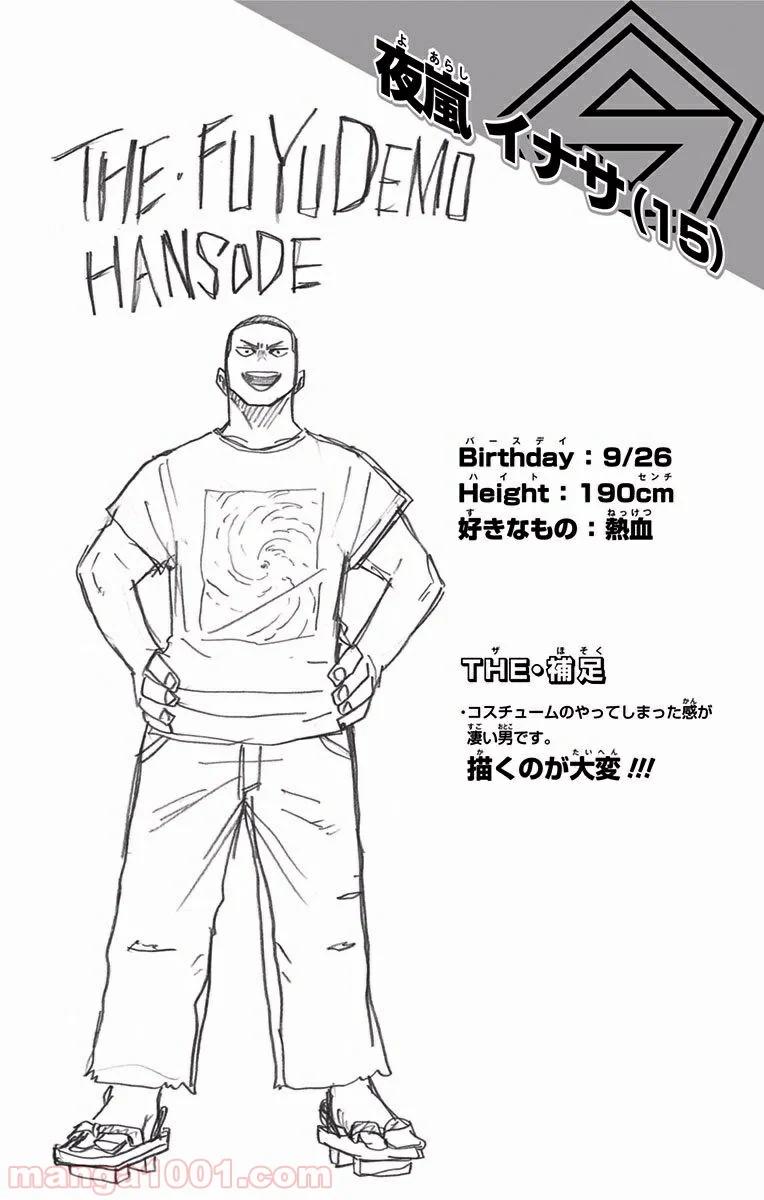 夜嵐 イナサ(15)
THE・FUYUDEMO
HANSODE
Birthday : 9/26
Height : 190cm
好きなもの : 熱血
THE・補足
・コスチュームのやってしまった感が
凄い男です。
描くのが大変!!!
manga1001.com